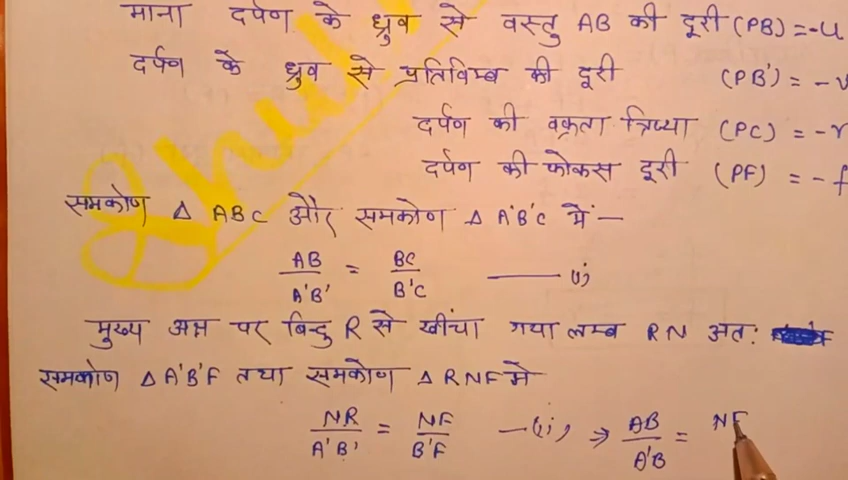 माना दर्पण के ध्रुव से वस्तु AB की दूरी (PB) = -u
दर्पण के ध्रुव से प्रतिविम्ब की दूरी (PB') = - v
दर्पण की वक्रता त्रिज्या (PC) = -r
दर्पण की फोकस दूरी (PF) = - f
समकोण Δ ABC और समकोण Δ A'B'C में —
AB/A'B' = BC/B'C ——— (i)
मुख्य अक्ष पर बिन्दु R से खींचा गया लम्ब RN अत:
समकोण Δ A'B'F तथा समकोण Δ RNF मे
NR/A'B' = NF/B'F —(ii) ⇒ AB/A'B = NF